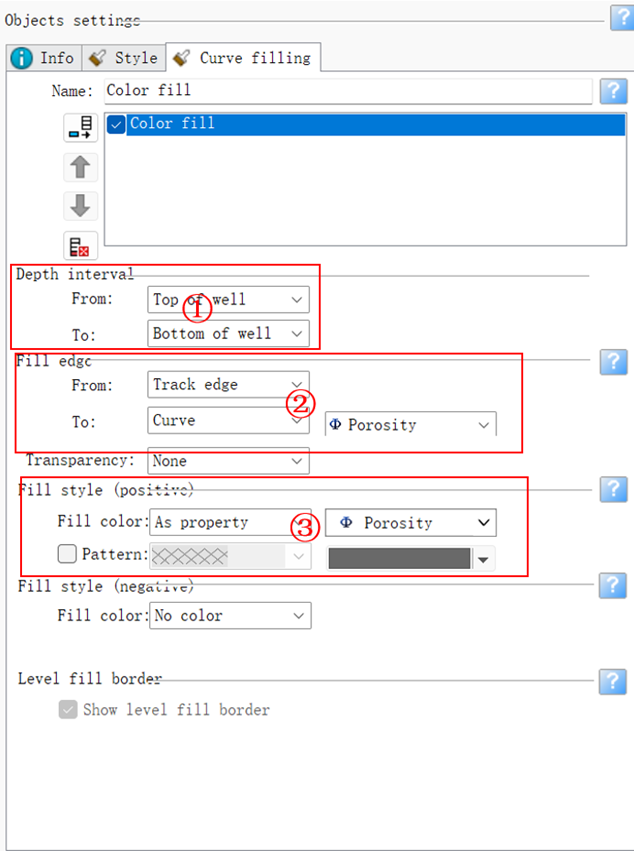 Objects settings
Info Style Curve filling
Name: Color fill
Color fill
Depth interval
From: Top of well
①
To: Bottom of well
Fill edge
From: Track edge
②
To: Curve Φ Porosity
Transparency: None
Fill style (positive)
Fill color: As property ③ Φ Porosity
Pattern:
Fill style (negative)
Fill color: No color
Level fill border
Show level fill border